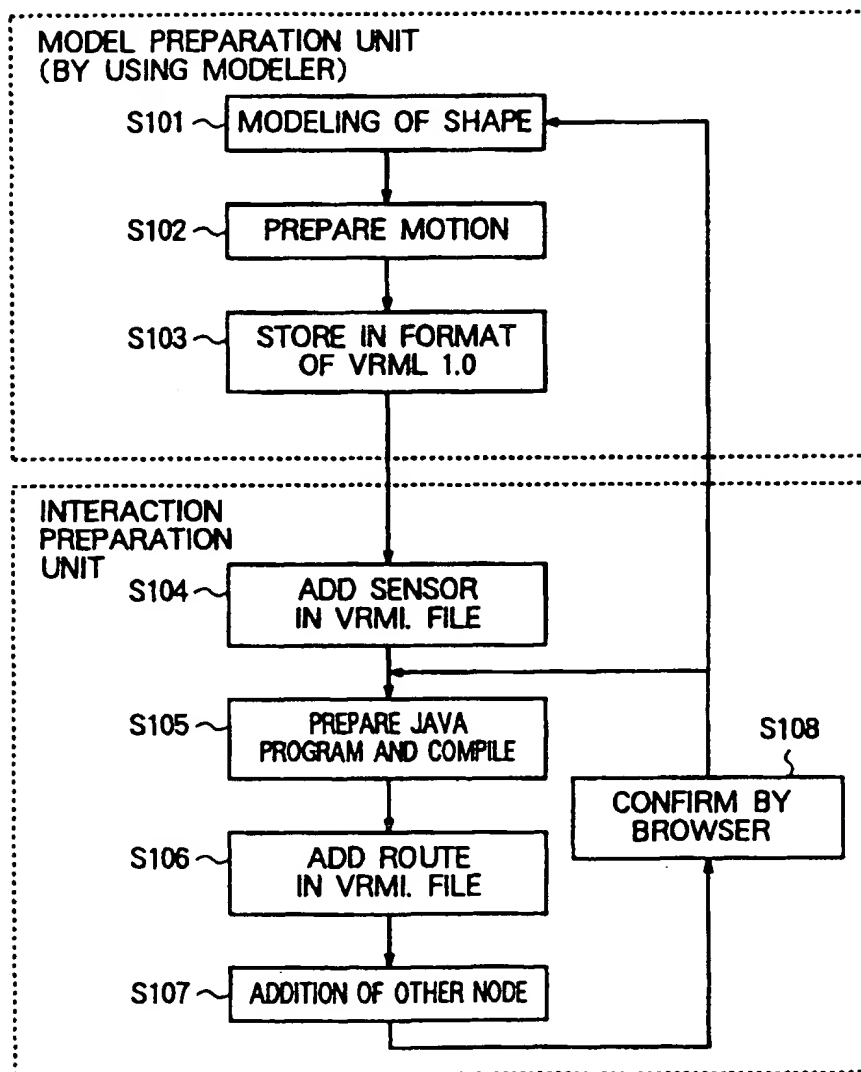 MODEL PREPARATION UNIT
(BY USING MODELER)
S101
MODELING OF SHAPE
S102
PREPARE MOTION
S103
STORE IN FORMAT
OF VRML 1.0
INTERACTION
PREPARATION
UNIT
S104
ADD SENSOR
IN VRMI. FILE
S105
PREPARE JAVA
PROGRAM AND COMPILE
S108
CONFIRM BY
BROWSER
S106
ADD ROUTE
IN VRMI. FILE
S107
ADDITION OF OTHER NODE